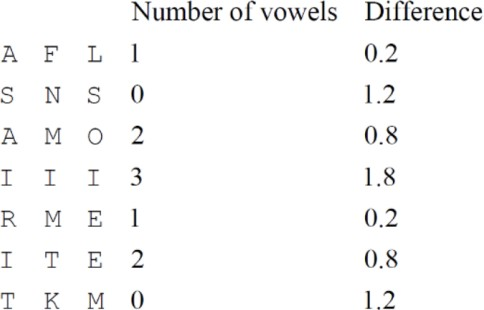 Number of vowels Difference
A F L 1 0.2
S N S 0 1.2
A M O 2 0.8
I I I 3 1.8
R M E 1 0.2
I T E 2 0.8
T K M 0 1.2